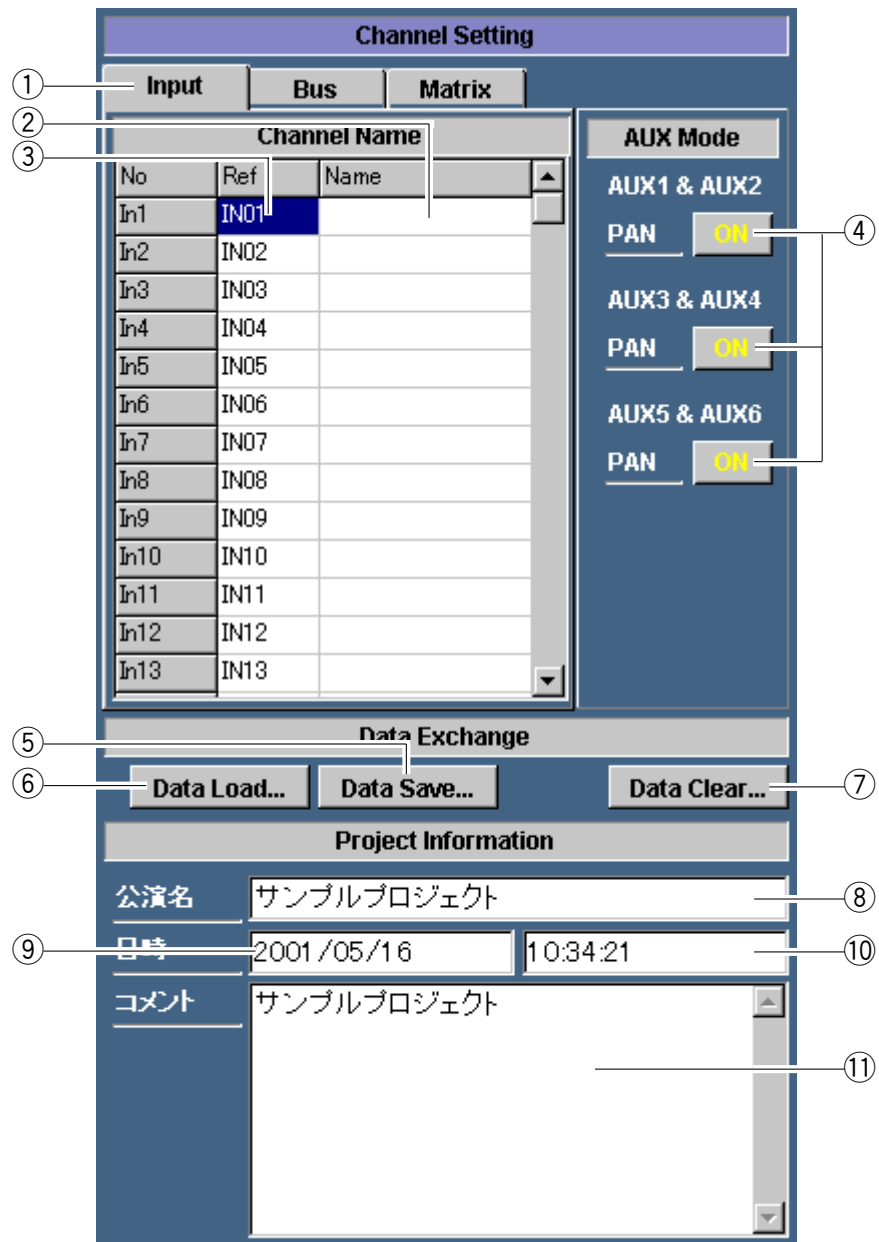 Channel Setting
① Input Bus Matrix
② Channel Name AUX Mode
③
No Ref Name
In1 IN01
In2 IN02
In3 IN03
In4 IN04
In5 IN05
In6 IN06
In7 IN07
In8 IN08
In9 IN09
In10 IN10
In11 IN11
In12 IN12
In13 IN13
AUX1 & AUX2
PAN ON ④
AUX3 & AUX4
PAN ON
AUX5 & AUX6
PAN ON
⑤ Data Exchange
⑥ Data Load... Data Save... Data Clear... ⑦
Project Information
公演名 サンプルプロジェクト ⑧
⑨ 日時 2001/05/16 10:34:21 ⑩
コメント サンプルプロジェクト
⑪